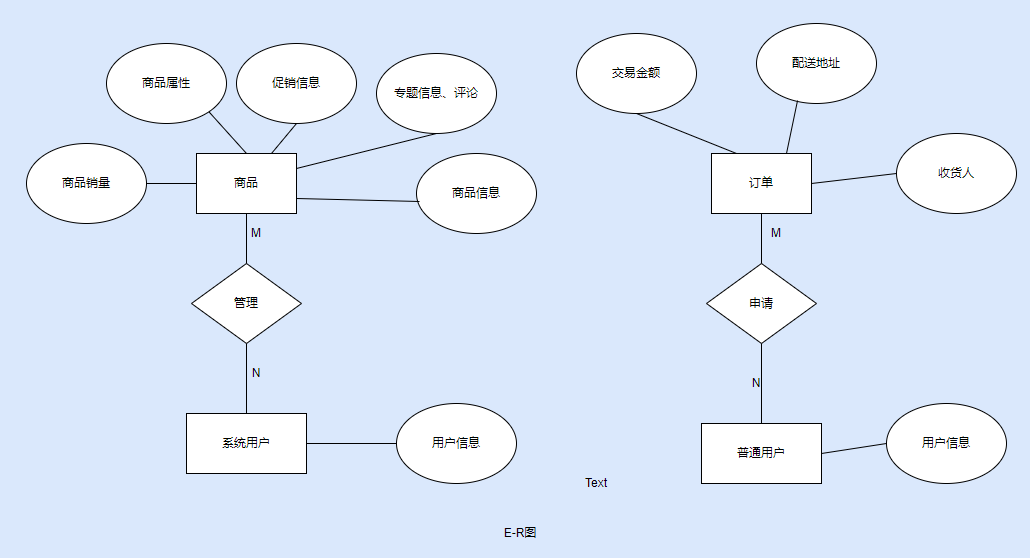 商品属性
促销信息
专题信息、评论
商品销量
商品
商品信息
M
管理
N
系统用户
用户信息
交易金额
配送地址
订单
收货人
M
申请
N
普通用户
用户信息
Text
E-R图